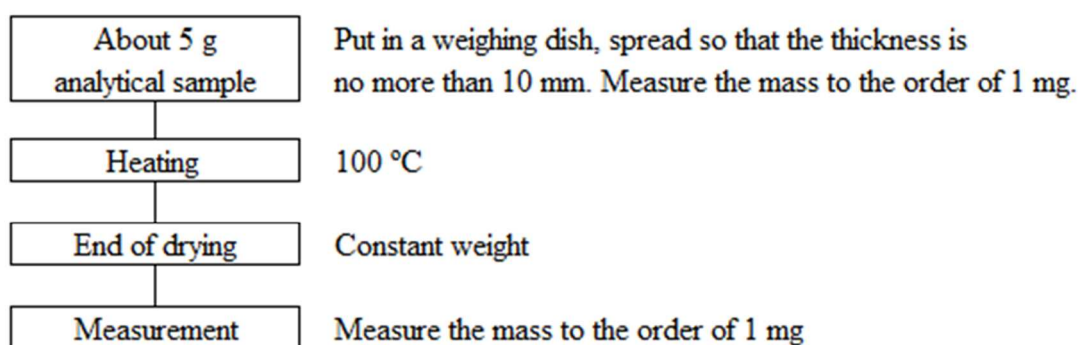 About 5 g
analytical sample
Put in a weighing dish, spread so that the thickness is
no more than 10 mm. Measure the mass to the order of 1 mg.
Heating
100 °C
End of drying
Constant weight
Measurement
Measure the mass to the order of 1 mg